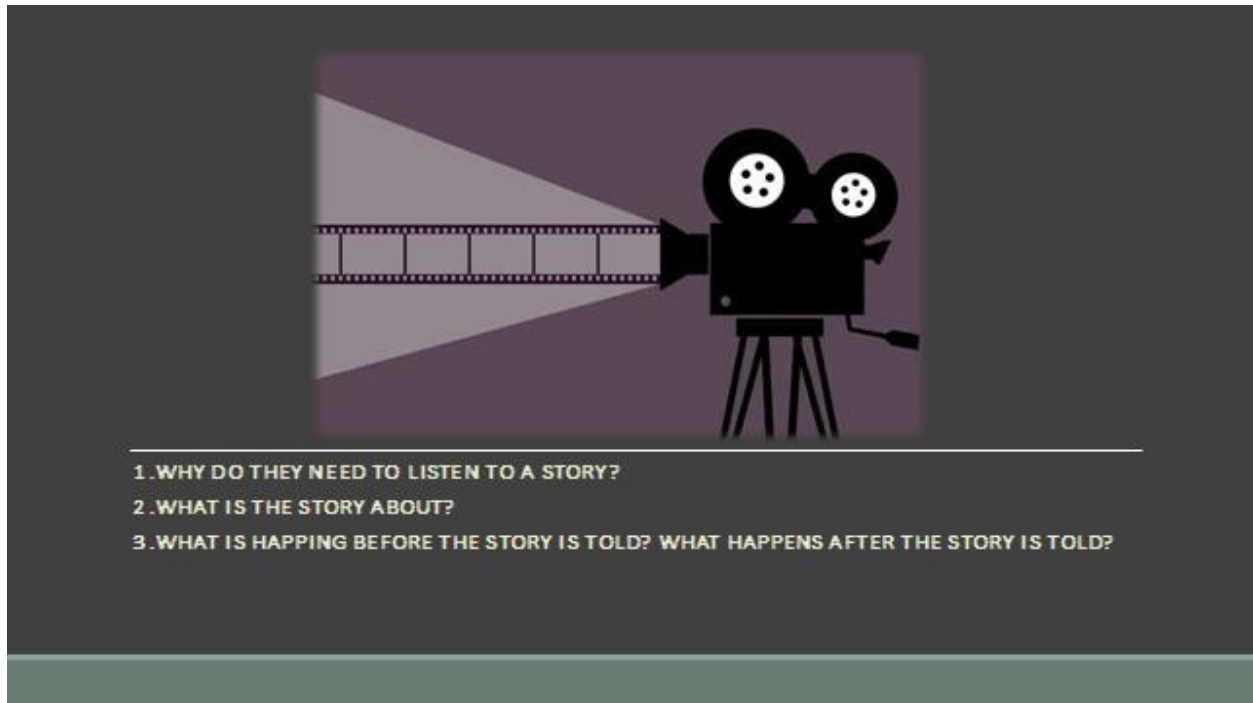 1.WHY DO THEY NEED TO LISTEN TO A STORY?
2.WHAT IS THE STORY ABOUT?
3.WHAT IS HAPPING BEFORE THE STORY IS TOLD? WHAT HAPPENS AFTER THE STORY IS TOLD?